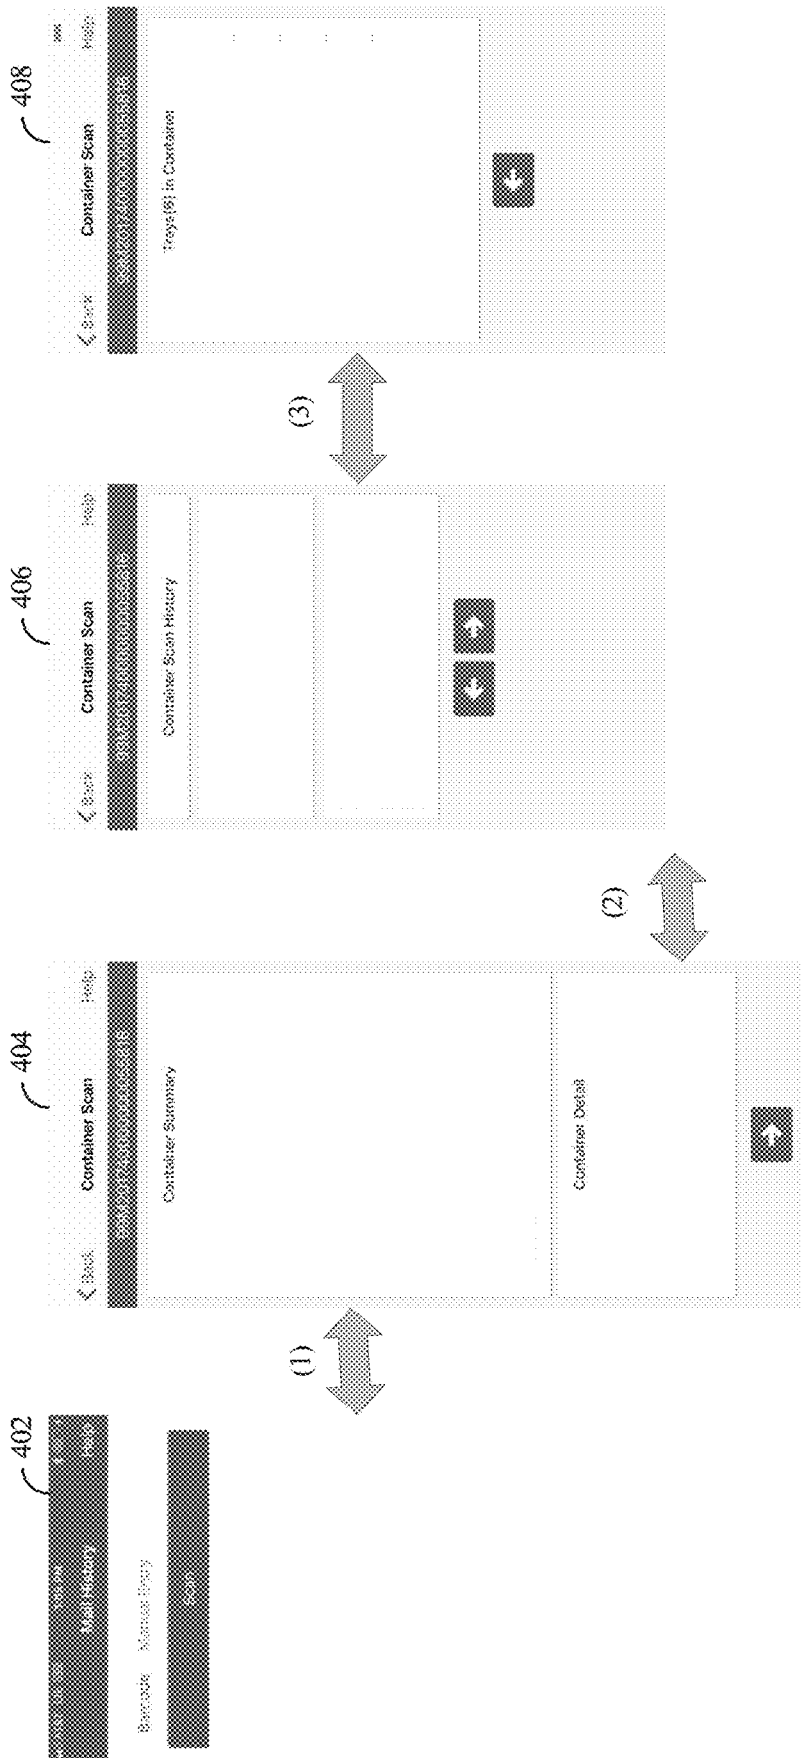 402
Mail History
Help
Barcode Manual Entry
Scan
(1)
404
Back Container Scan Help
Container Summary
Container Detail
(2)
406
Back Container Scan Help
Container Scan History
(3)
408
Back Container Scan Help
Trays(6) in Container